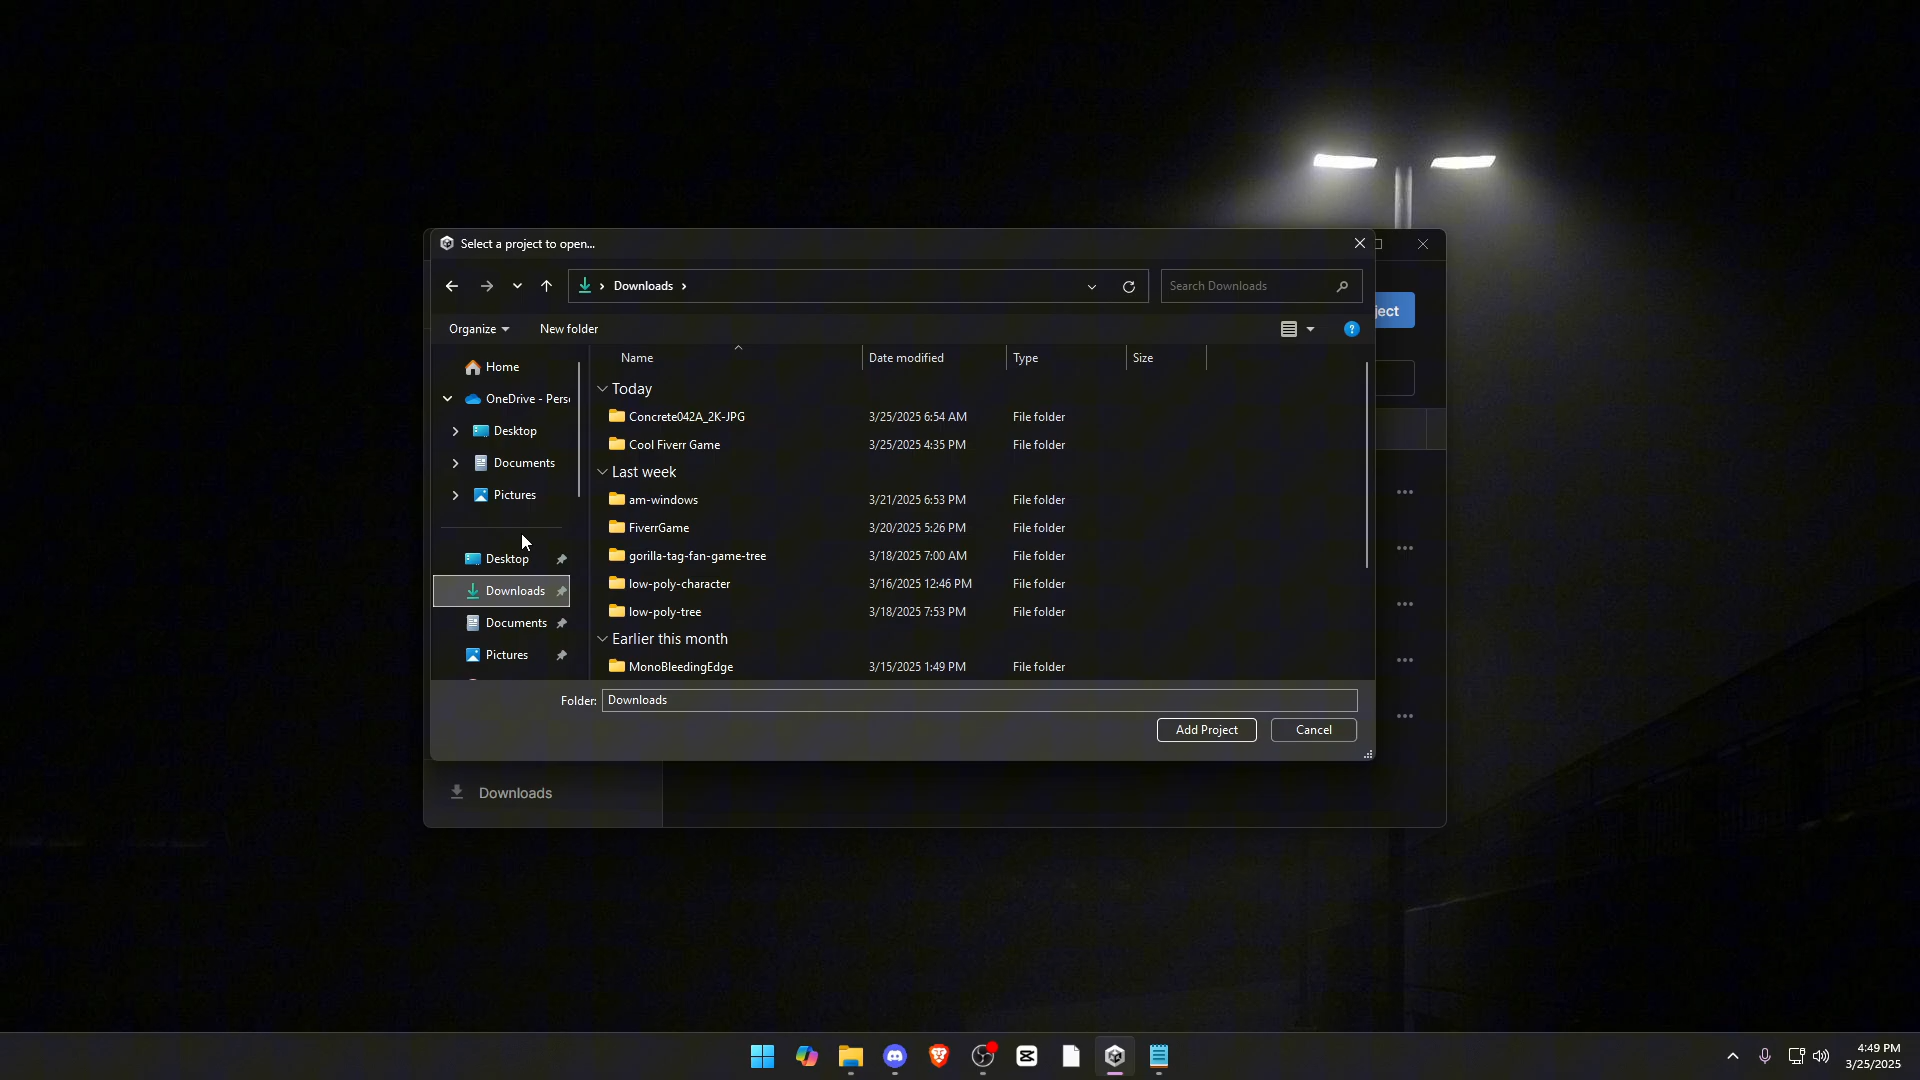 Select a project to open...
Downloads
Search Downloads
ject
Organize
New folder
?
Name
Date modified
Type
Size
Home
OneDrive - Pers
Desktop
Documents
Pictures
Desktop
Downloads
Documents
Pictures
Today
Concrete042A_2K-JPG 3/25/2025 6:54 AM File folder
Cool Fiverr Game 3/25/2025 4:35 PM File folder
Last week
am-windows 3/21/2025 6:53 PM File folder
FiverrGame 3/20/2025 5:26 PM File folder
gorilla-tag-fan-game-tree 3/18/2025 7:00 AM File folder
low-poly-character 3/16/2025 12:46 PM File folder
low-poly-tree 3/18/2025 7:53 PM File folder
Earlier this month
MonoBleedingEdge 3/15/2025 1:49 PM File folder
Folder: Downloads
Add Project
Cancel
Downloads
4:49 PM
3/25/2025